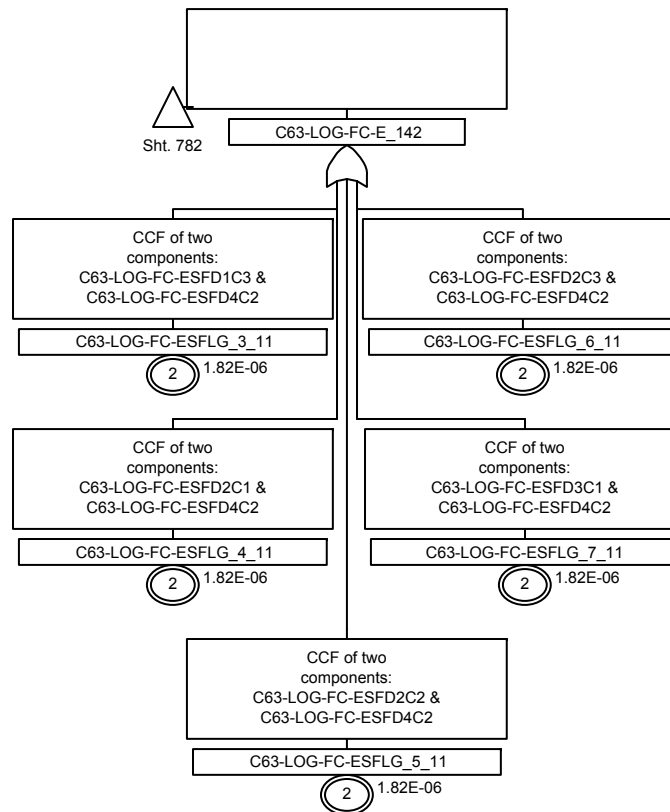 Sht. 782
C63-LOG-FC-E_142
CCF of two
components:
C63-LOG-FC-ESFD1C3 &
C63-LOG-FC-ESFD4C2
C63-LOG-FC-ESFLG_3_11
2
1.82E-06
CCF of two
components:
C63-LOG-FC-ESFD2C3 &
C63-LOG-FC-ESFD4C2
C63-LOG-FC-ESFLG_6_11
2
1.82E-06
CCF of two
components:
C63-LOG-FC-ESFD2C1 &
C63-LOG-FC-ESFD4C2
C63-LOG-FC-ESFLG_4_11
2
1.82E-06
CCF of two
components:
C63-LOG-FC-ESFD3C1 &
C63-LOG-FC-ESFD4C2
C63-LOG-FC-ESFLG_7_11
2
1.82E-06
CCF of two
components:
C63-LOG-FC-ESFD2C2 &
C63-LOG-FC-ESFD4C2
C63-LOG-FC-ESFLG_5_11
2
1.82E-06